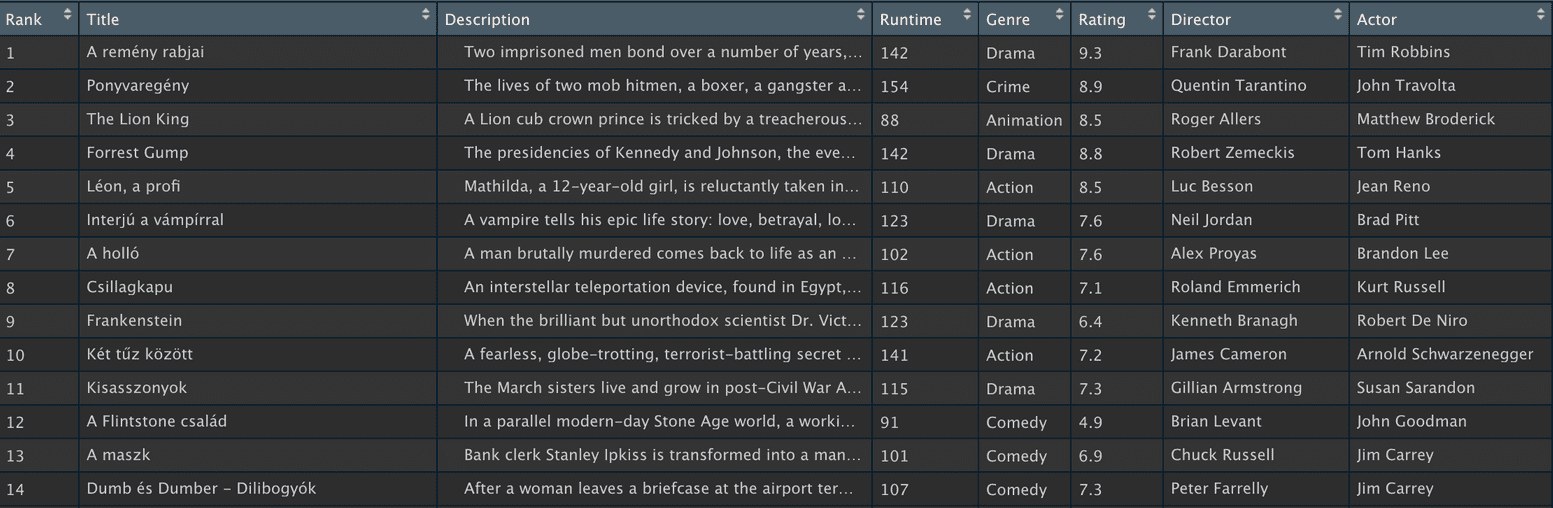 Rank Title Description Runtime Genre Rating Director Actor
1 A remény rabjai Two imprisoned men bond over a number of years,... 142 Drama 9.3 Frank Darabont Tim Robbins
2 Ponyvaregény The lives of two mob hitmen, a boxer, a gangster a... 154 Crime 8.9 Quentin Tarantino John Travolta
3 The Lion King A Lion cub crown prince is tricked by a treacherous... 88 Animation 8.5 Roger Allers Matthew Broderick
4 Forrest Gump The presidencies of Kennedy and Johnson, the eve... 142 Drama 8.8 Robert Zemeckis Tom Hanks
5 Léon, a profi Mathilda, a 12-year-old girl, is reluctantly taken in... 110 Action 8.5 Luc Besson Jean Reno
6 Interjú a vámpírral A vampire tells his epic life story: love, betrayal, lo... 123 Drama 7.6 Neil Jordan Brad Pitt
7 A holló A man brutally murdered comes back to life as an ... 102 Action 7.6 Alex Proyas Brandon Lee
8 Csillagkapu An interstellar teleportation device, found in Egypt,... 116 Action 7.1 Roland Emmerich Kurt Russell
9 Frankenstein When the brilliant but unorthodox scientist Dr. Vict... 123 Drama 6.4 Kenneth Branagh Robert De Niro
10 Két tűz között A fearless, globe-trotting, terrorist-battling secret ... 141 Action 7.2 James Cameron Arnold Schwarzenegger
11 Kisasszonyok The March sisters live and grow in post-Civil War A... 115 Drama 7.3 Gillian Armstrong Susan Sarandon
12 A Flintstone család In a parallel modern-day Stone Age world, a worki... 91 Comedy 4.9 Brian Levant John Goodman
13 A maszk Bank clerk Stanley Ipkiss is transformed into a man... 101 Comedy 6.9 Chuck Russell Jim Carrey
14 Dumb és Dumber - Dilibogyók After a woman leaves a briefcase at the airport ter... 107 Comedy 7.3 Peter Farrelly Jim Carrey